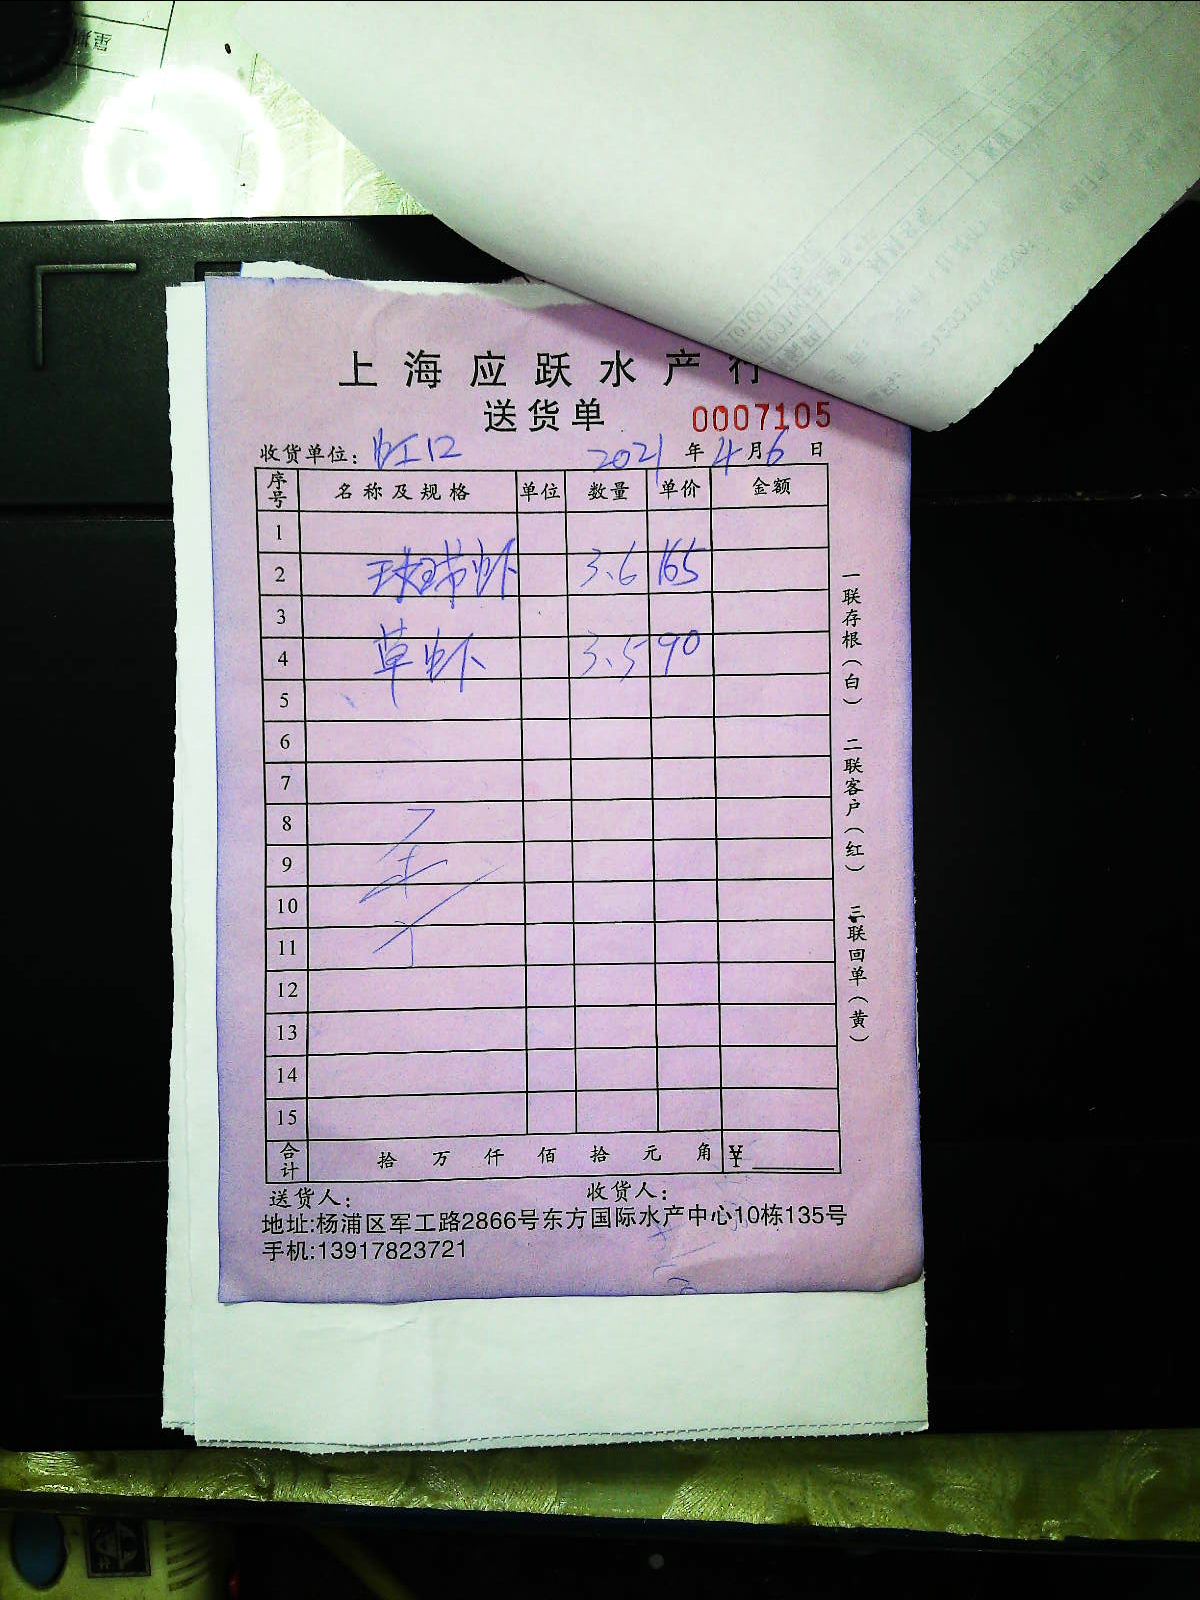 上海应跃水产行
送货单 0007105
收货单位: 虹口 2021 年 4 月 6 日
序号 名称及规格 单位 数量 单价 金额
1
2 虾 3.6 165
3
4 草虾 3.5 90
5
6
7
8
9
10
11
12
13
14
15
合计 拾 万 仟 佰 拾 元 角 ¥
送货人: 收货人:
地址:杨浦区军工路2866号东方国际水产中心10栋135号
手机:13917823721
一联存根(白) 二联客户(红) 三联回单(黄)